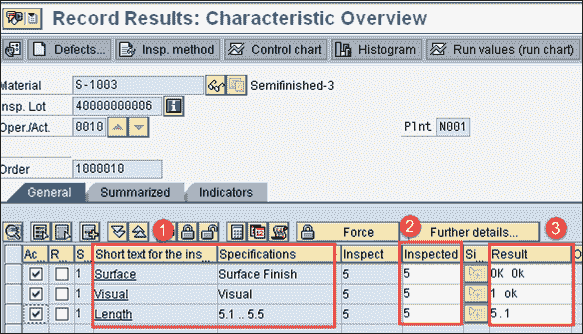 Record Results: Characteristic Overview
Defects... Insp. method Control chart Histogram Run values (run chart)
Material S-1003 Semifinished-3
Insp. Lot 40000000006
Oper./Act. 0010 Plnt N001
Order 1000010
General Summarized Indicators
1 2 3
Force Further details...
Ac... R... S Short text for the ins... Specifications Inspect Inspected Si... Result
1 Surface Surface Finish 5 5 OK Ok
1 Visual Visual 5 5 1 ok
1 Length 5.1 .. 5.5 5 5 5.1